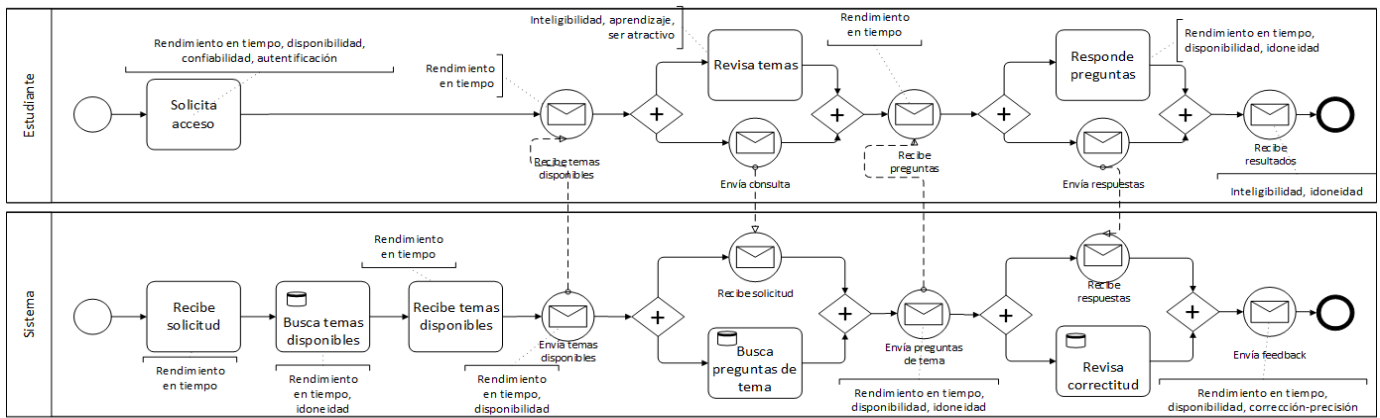 Estudiante
Rendimiento en tiempo, disponibilidad,
confiabilidad, autentificación
Solicita
acceso
Rendimiento
en tiempo
Recibe temas
disponibles
Inteligibilidad, aprendizaje,
ser atractivo
Revisa temas
Envía consulta
Rendimiento
en tiempo
Recibe
preguntas
Responde
preguntas
Rendimiento en tiempo,
disponibilidad, idoneidad
Envía respuestas
Recibe
resultados
Inteligibilidad, idoneidad
Sistema
Recibe
solicitud
Rendimiento
en tiempo
Busca temas
disponibles
Rendimiento
en tiempo,
idoneidad
Rendimiento
en tiempo
Recibe temas
disponibles
Envía temas
disponibles
Rendimiento
en tiempo,
disponibilidad
Recibe solicitud
Busca
preguntas de
tema
Envía preguntas
de tema
Rendimiento en tiempo,
disponibilidad, idoneidad
Recibe
respuestas
Revisa
correctitud
Envía feedback
Rendimiento en tiempo,
disponibilidad, corrección-precisión